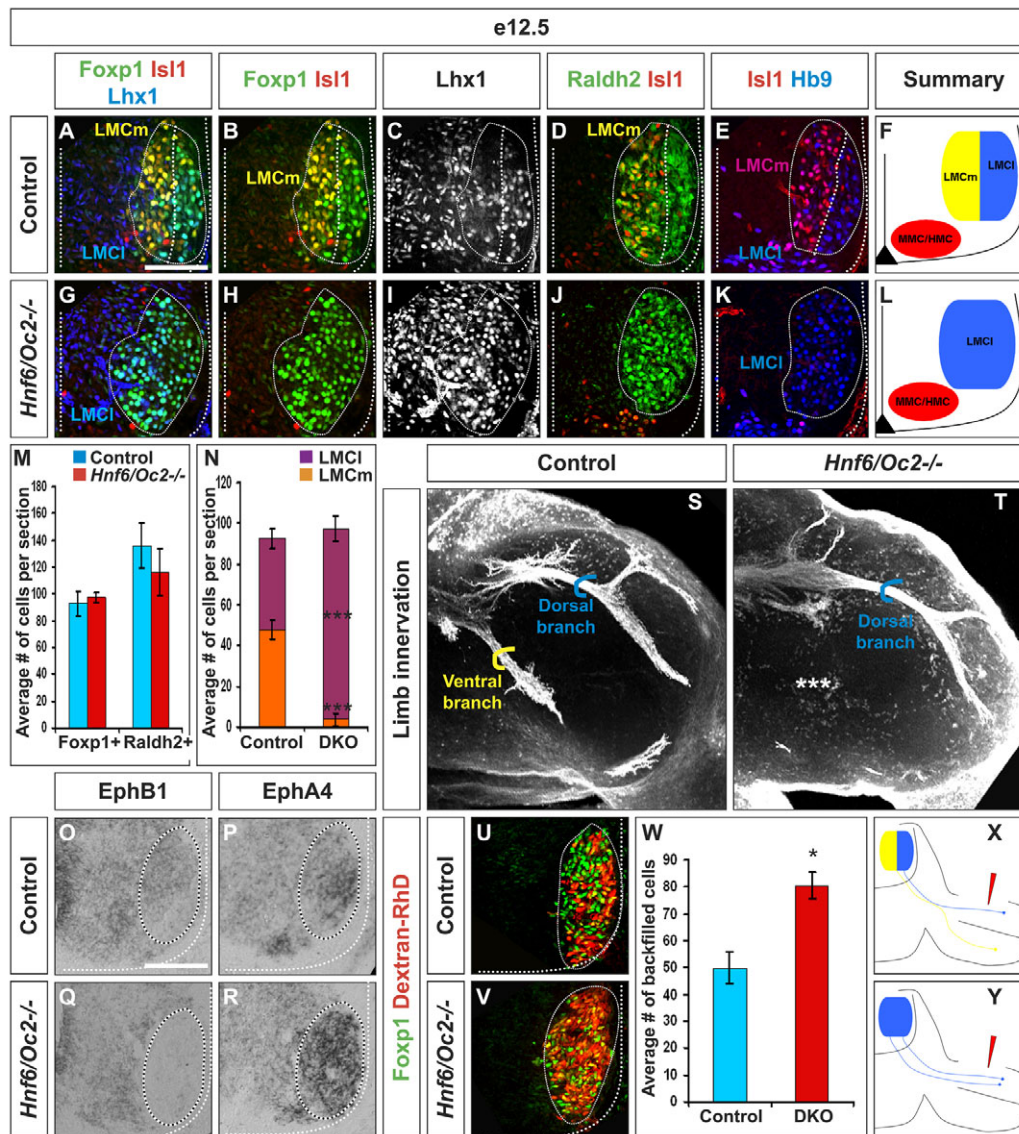 e12.5
Foxp1 Isl1
Lhx1
Foxp1 Isl1
Lhx1
Raldh2 Isl1
Isl1 Hb9
Summary
Control
A
LMCm
LMCl
B
LMCm
C
D
LMCm
E
LMCm
LMCl
F
LMCm
LMCl
MMC/HMC
Hnf6/Oc2-/-
G
LMCl
H
I
J
K
LMCl
L
LMCl
MMC/HMC
M
Control
Hnf6/Oc2-/-
Average # of cells per section
180
160
140
120
100
80
60
40
20
0
Foxp1+
Raldh2+
N
LMCl
LMCm
Average # of cells per section
120
100
80
60
40
20
0
***
***
Control
DKO
Control
Hnf6/Oc2-/-
Limb innervation
S
Dorsal
branch
Ventral
branch
T
Dorsal
branch
***
EphB1
EphA4
Control
O
P
Hnf6/Oc2-/-
Q
R
Foxp1 Dextran-RhD
Control
U
Hnf6/Oc2-/-
V
W
Average # of backfilled cells
90
80
70
60
50
40
30
20
10
0
*
Control
DKO
X
Y